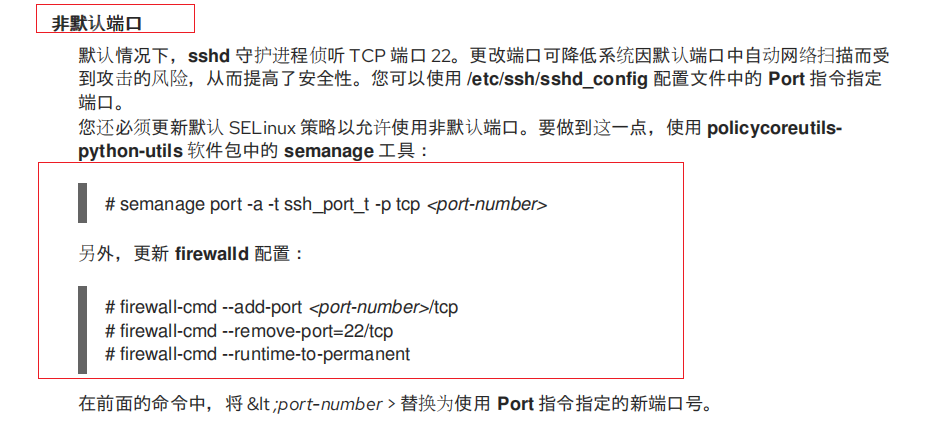 非默认端口
默认情况下，sshd 守护进程侦听 TCP 端口 22。更改端口可降低系统因默认端口中自动网络扫描而受
到攻击的风险，从而提高了安全性。您可以使用 /etc/ssh/sshd_config 配置文件中的 Port 指令指定
端口。
您还必须更新默认 SELinux 策略以允许使用非默认端口。要做到这一点，使用 policycoreutils-
python-utils 软件包中的 semanage 工具：
# semanage port -a -t ssh_port_t -p tcp <port-number>
另外，更新 firewalld 配置：
# firewall-cmd --add-port <port-number>/tcp
# firewall-cmd --remove-port=22/tcp
# firewall-cmd --runtime-to-permanent
在前面的命令中，将 &lt ;port-number > 替换为使用 Port 指令指定的新端口号。